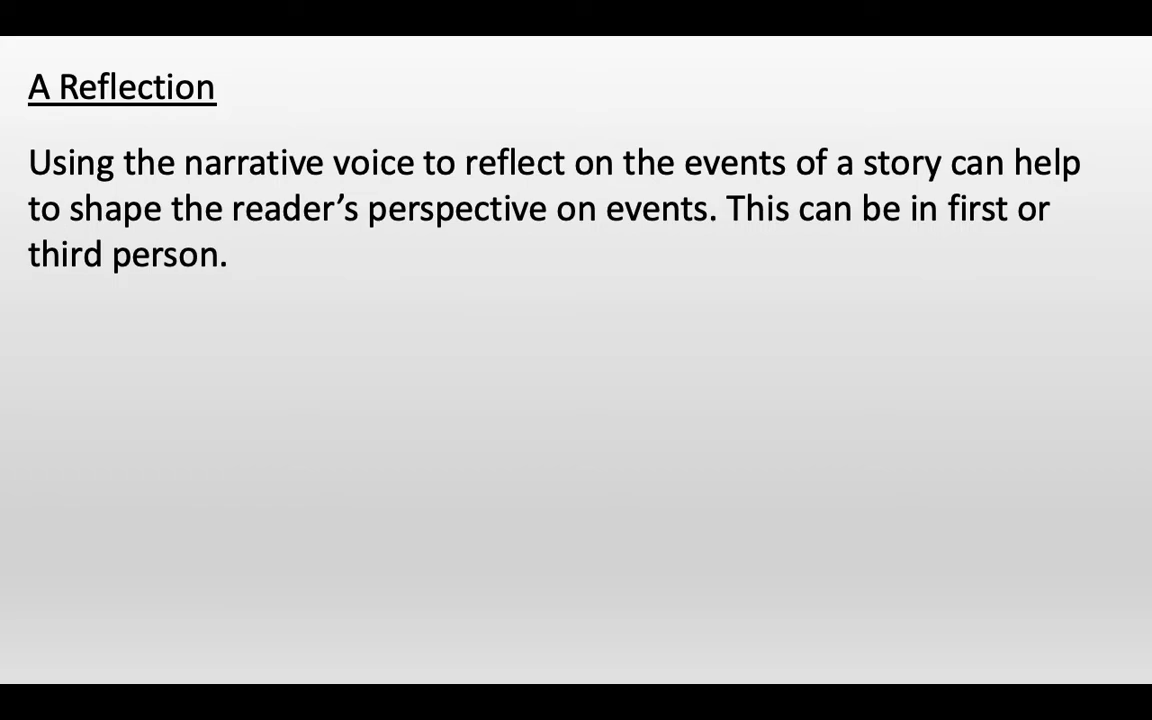 A Reflection
Using the narrative voice to reflect on the events of a story can help
to shape the reader’s perspective on events. This can be in first or
third person.